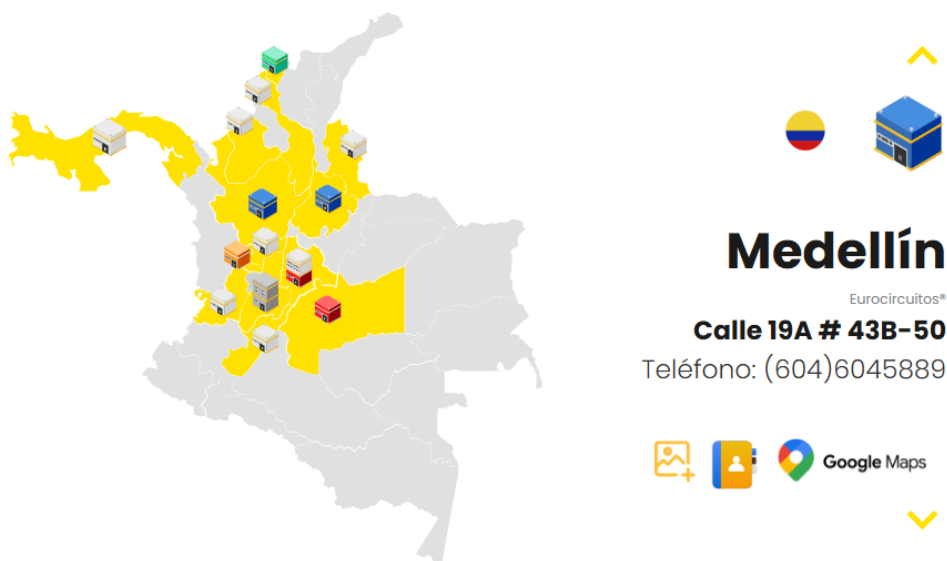 Medellín
Eurocircuitos®
Calle 19A # 43B-50
Teléfono: (604)6045889
Google Maps